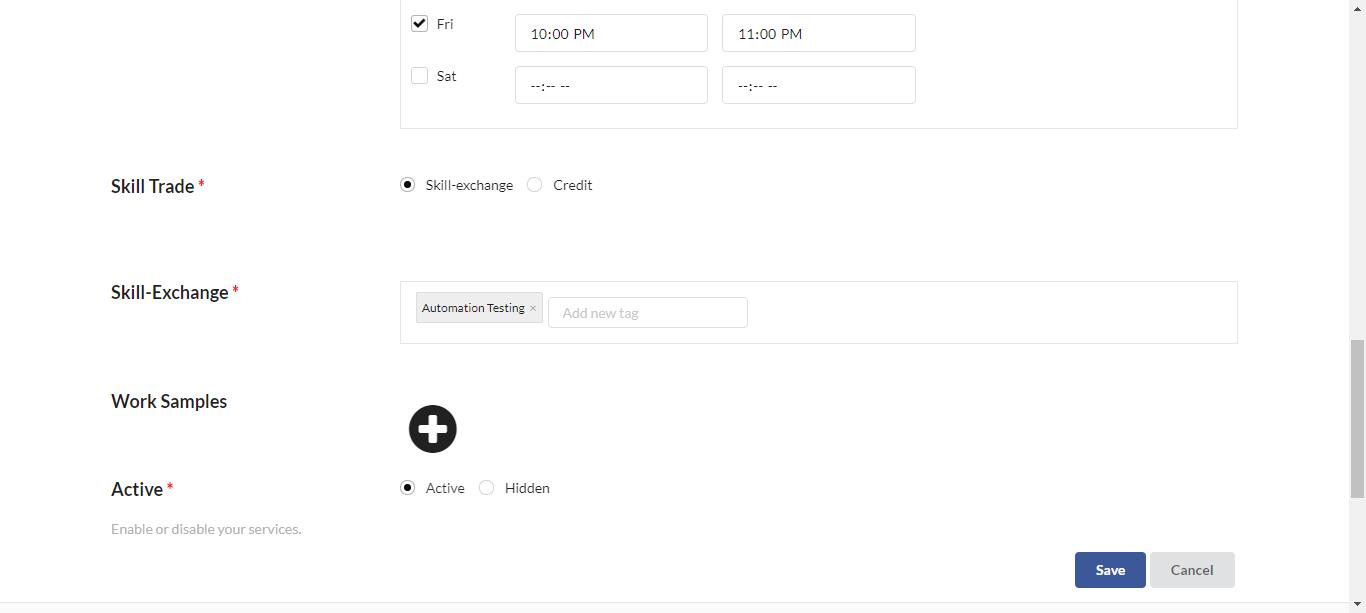 Fri 10:00 PM 11:00 PM
Sat --:-- -- --:-- --
Skill Trade * Skill-exchange Credit
Skill-Exchange * Automation Testing × Add new tag
Work Samples
Active * Active Hidden
Enable or disable your services.
Save Cancel